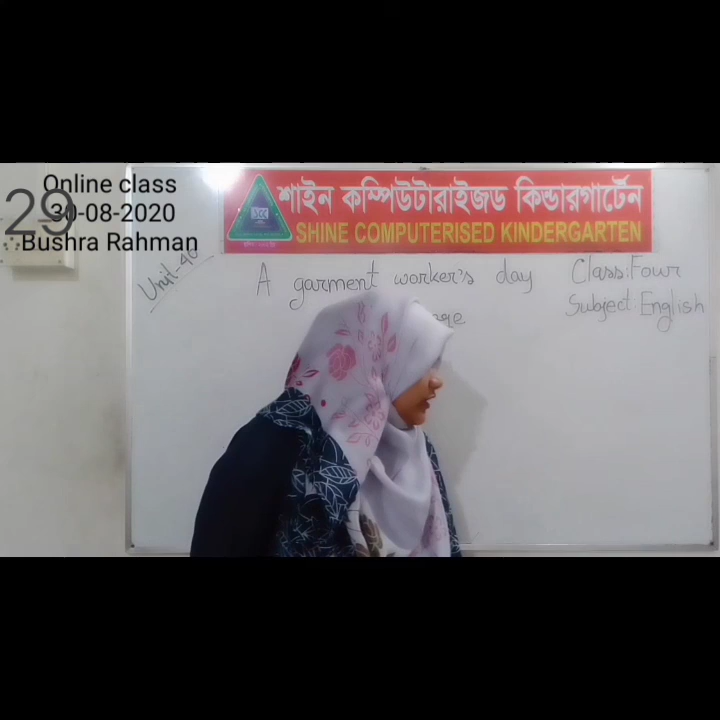 Online class
29
30-08-2020
Bushra Rahman
শাইন কম্পিউটারাইজড কিন্ডারগার্টেন
SHINE COMPUTERISED KINDERGARTEN
Unit-40
A garment worker's day
Class:Four
Subject: English